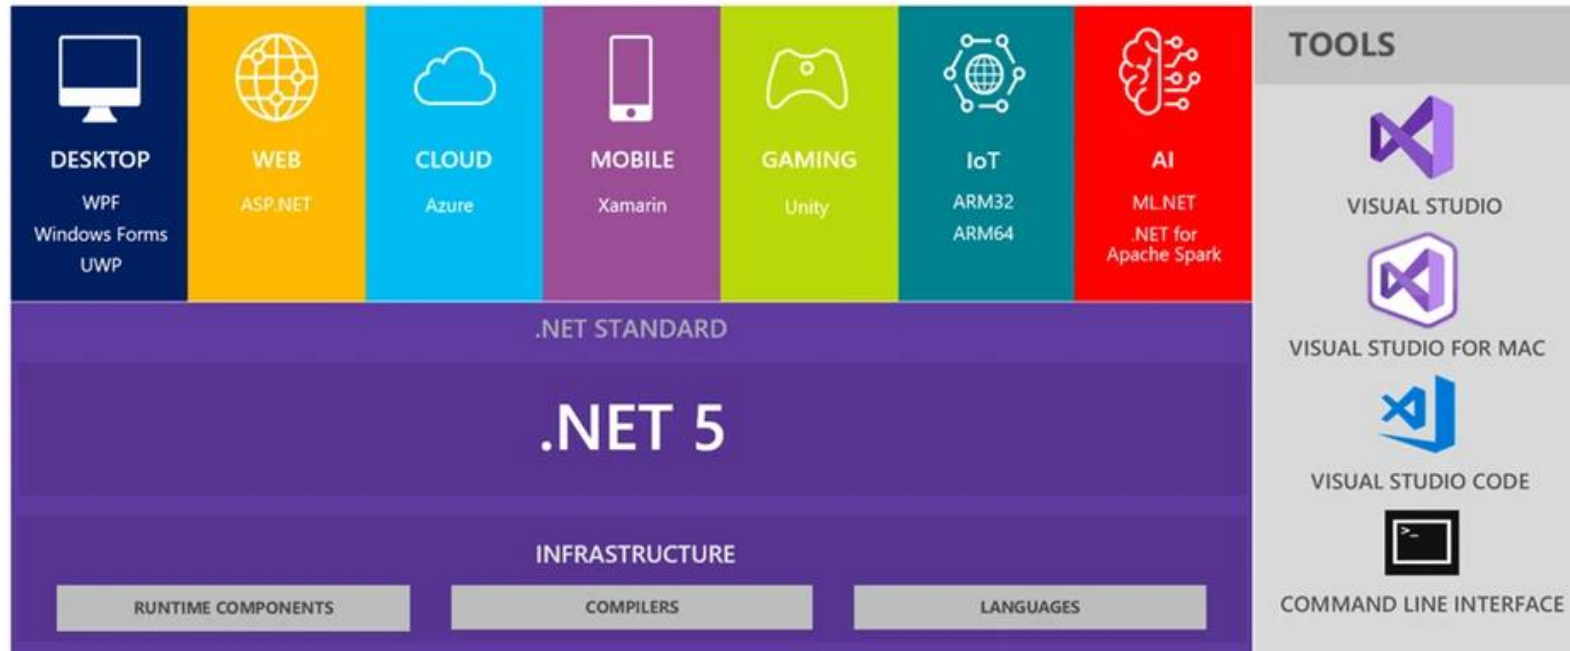 DESKTOP
WPF
Windows Forms
UWP
WEB
ASP.NET
CLOUD
Azure
MOBILE
Xamarin
GAMING
Unity
IoT
ARM32
ARM64
AI
ML.NET
.NET for
Apache Spark
.NET STANDARD
.NET 5
INFRASTRUCTURE
RUNTIME COMPONENTS
COMPILERS
LANGUAGES
TOOLS
VISUAL STUDIO
VISUAL STUDIO FOR MAC
VISUAL STUDIO CODE
>_
COMMAND LINE INTERFACE